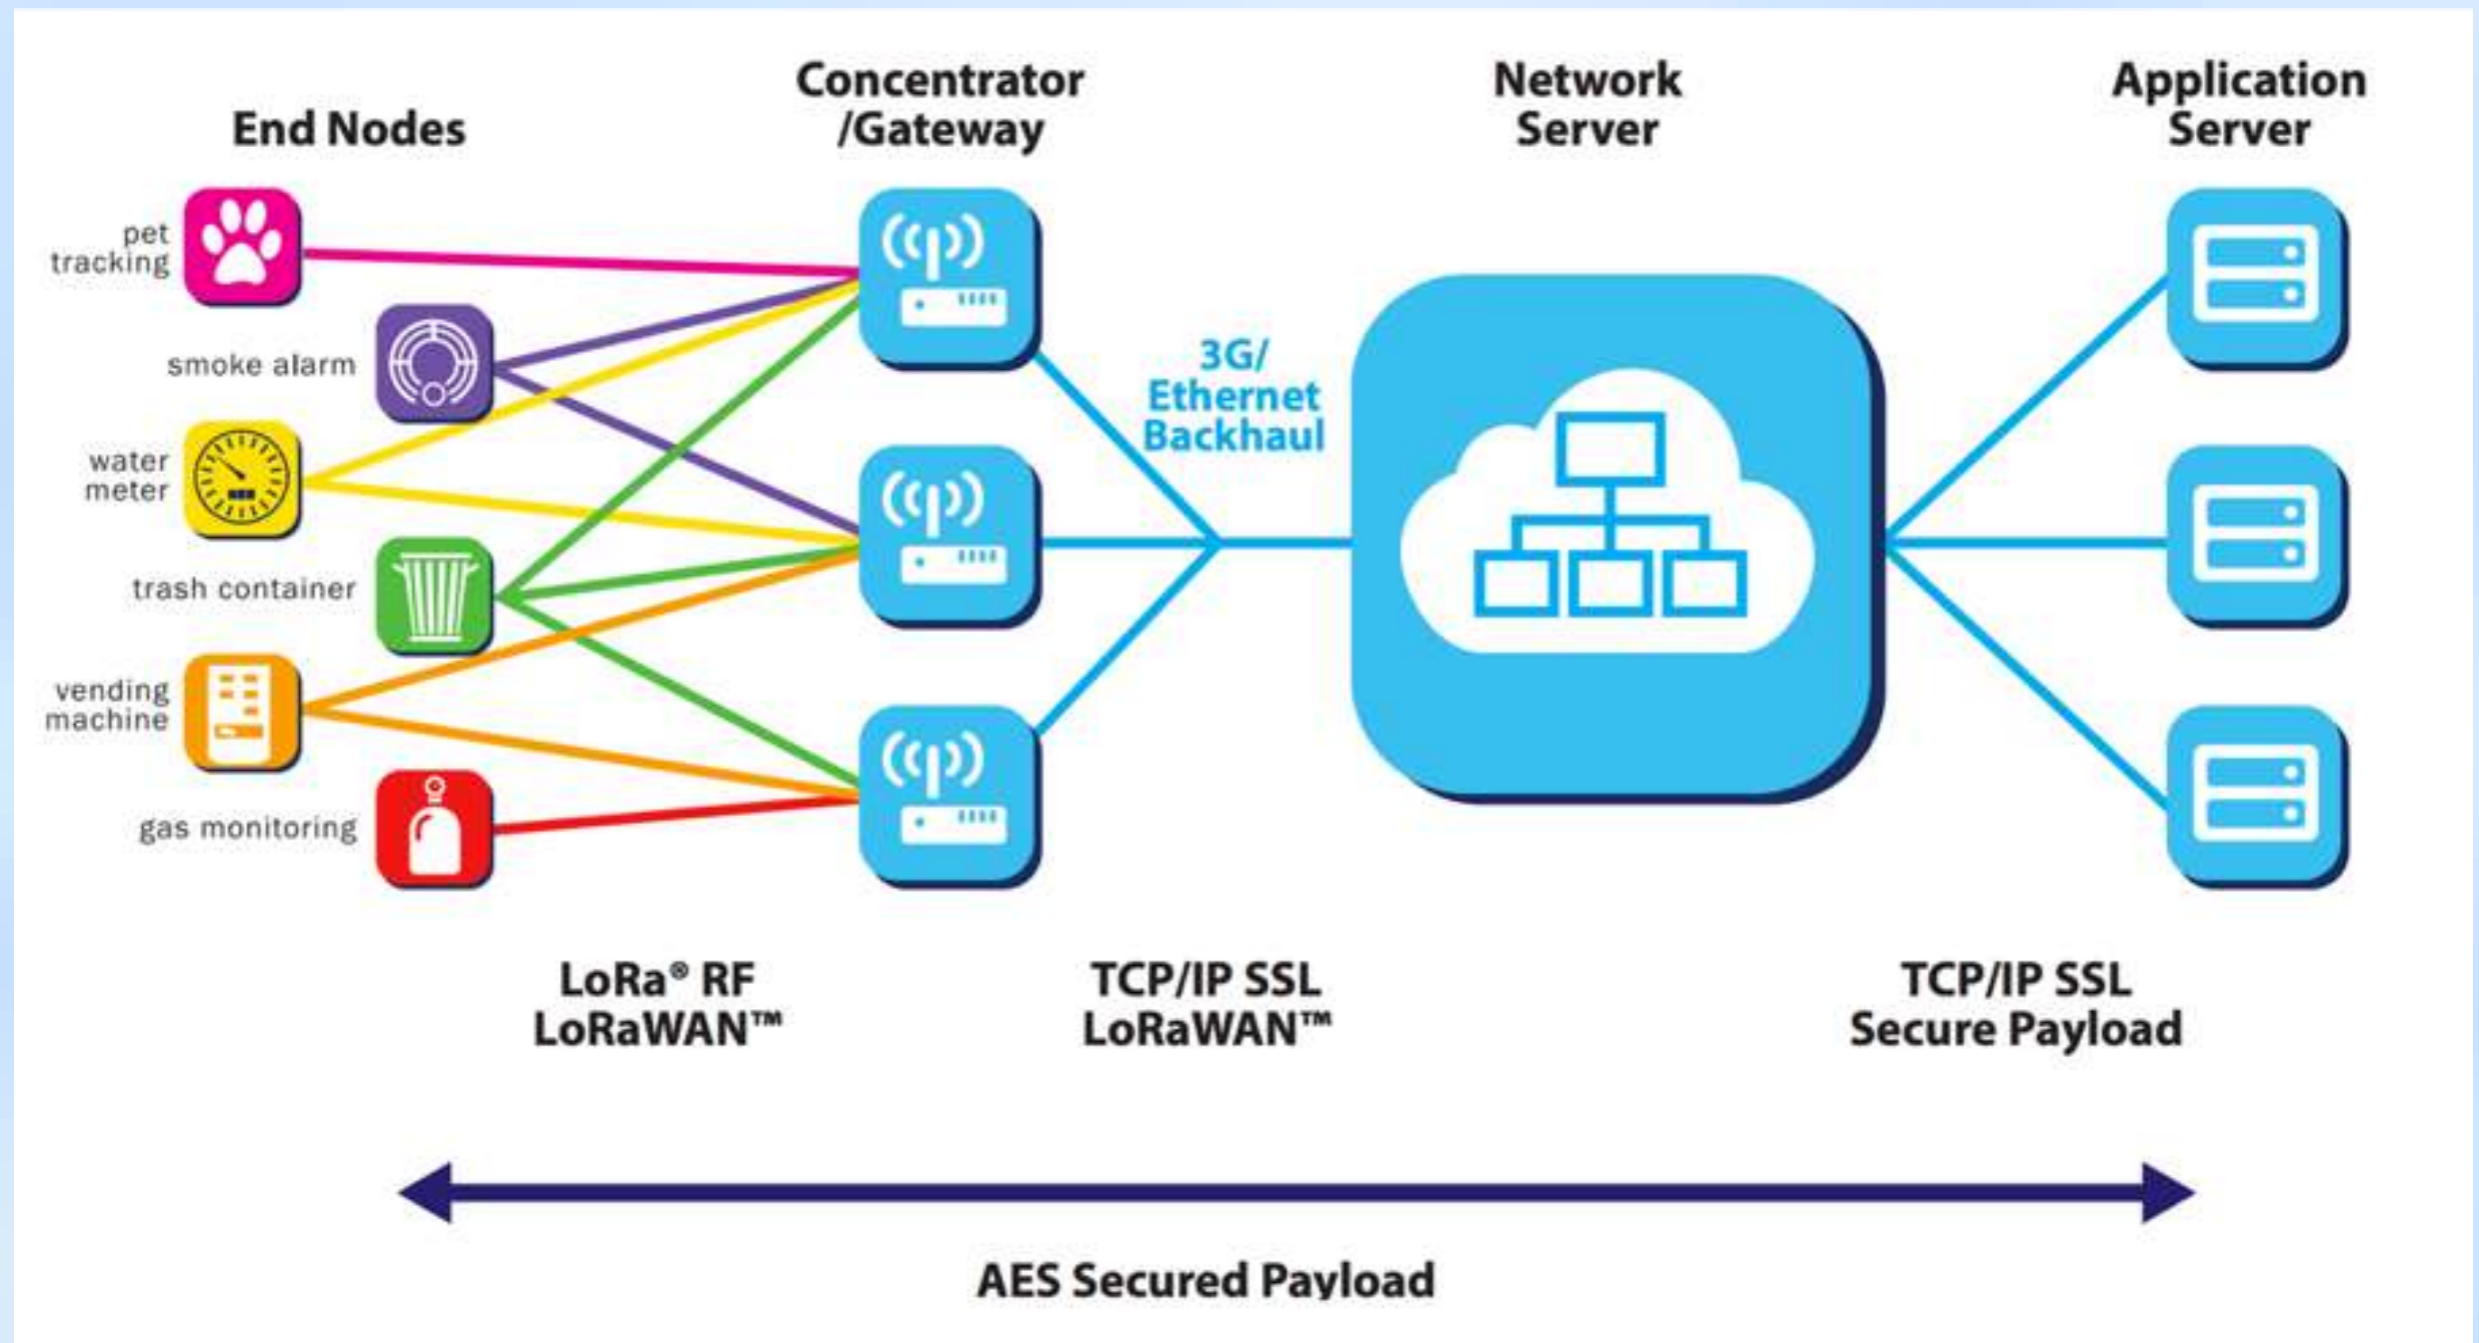 End Nodes
Concentrator
/Gateway
Network
Server
Application
Server
pet
tracking
smoke alarm
water
meter
trash container
vending
machine
gas monitoring
3G/
Ethernet
Backhaul
LoRa® RF
LoRaWAN™
TCP/IP SSL
LoRaWAN™
TCP/IP SSL
Secure Payload
AES Secured Payload